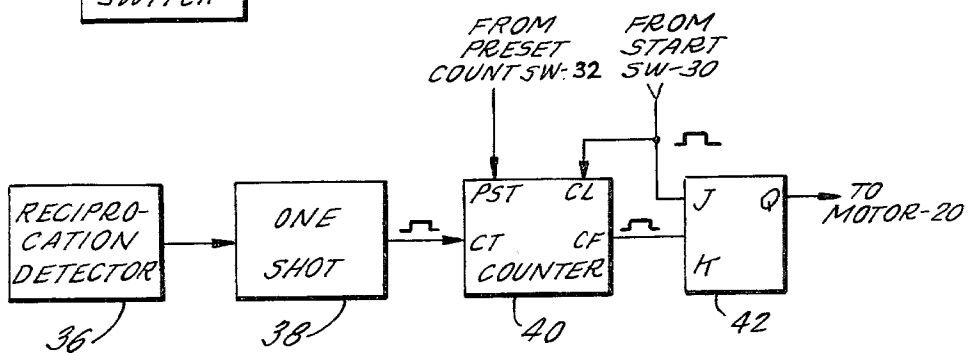 SWITCH
FROM
PRESET
COUNT SW-32
FROM
START
SW-30
RECIPRO-
CATION
DETECTOR
ONE
SHOT
PST CL
CT CF
COUNTER
J Q
K
TO
MOTOR-20
36
38
40
42